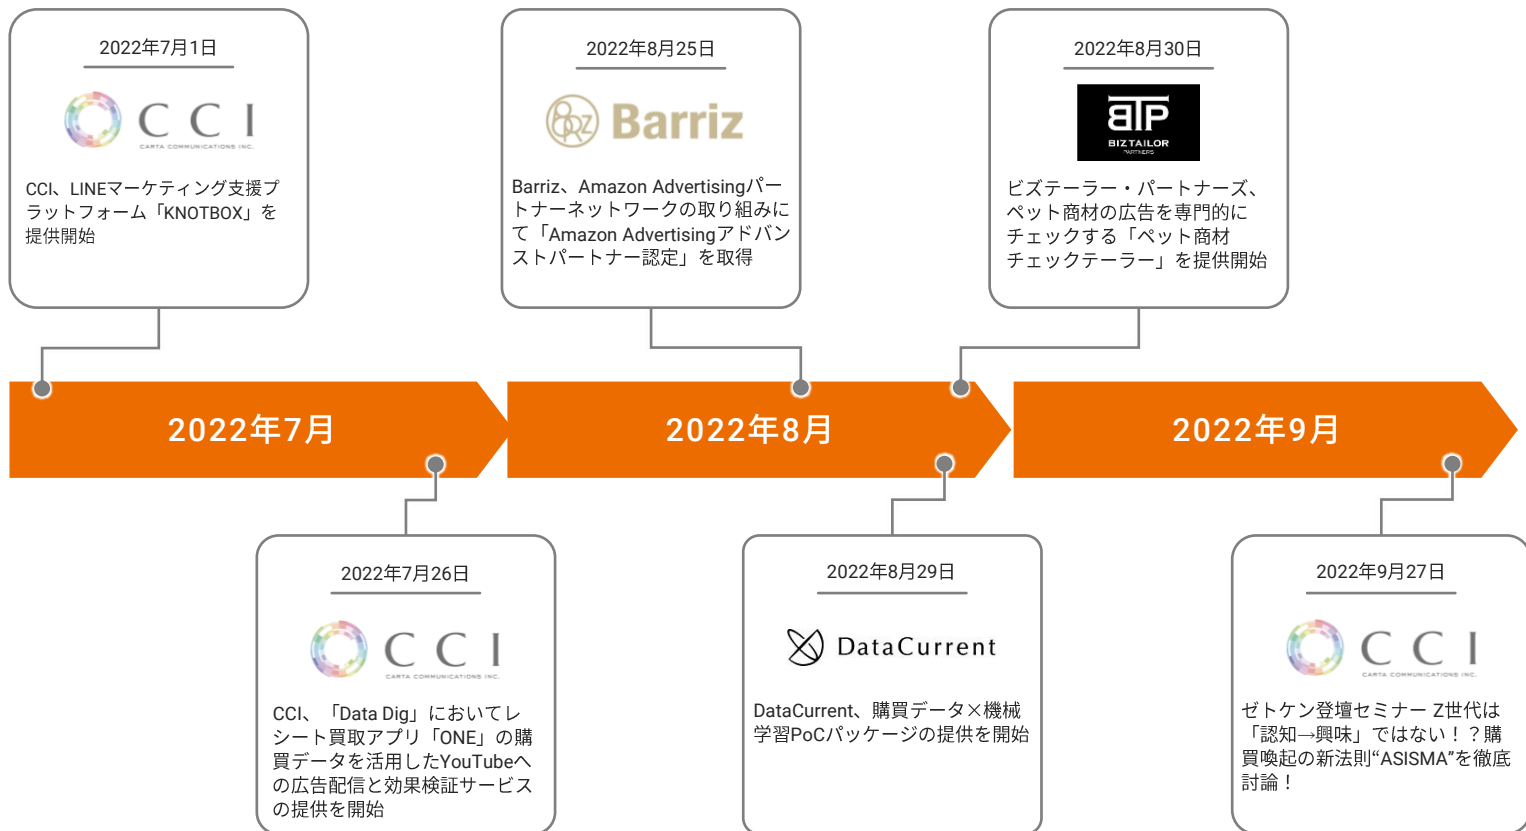 2022年7月1日
CCI
CARTA COMMUNICATIONS INC.
CCI、LINEマーケティング支援プ
ラットフォーム「KNOTBOX」を
提供開始
2022年8月25日
Barriz
Barriz、Amazon Advertisingパー
トナーネットワークの取り組みに
て「Amazon Advertisingアドバン
ストパートナー認定」を取得
2022年8月30日
BTP
BIZTAILOR
PARTNERS
ビズテーラー・パートナーズ、
ペット商材の広告を専門的に
チェックする「ペット商材
チェックテーラー」を提供開始
2022年7月
2022年8月
2022年9月
2022年7月26日
CCI
CARTA COMMUNICATIONS INC.
CCI、「Data Dig」においてレ
シート買取アプリ「ONE」の購
買データを活用したYouTubeへ
の広告配信と効果検証サービス
の提供を開始
2022年8月29日
DataCurrent
DataCurrent、購買データ×機械
学習PoCパッケージの提供を開始
2022年9月27日
CCI
CARTA COMMUNICATIONS INC.
ゼトケン登壇セミナー Z世代は
「認知→興味」ではない！？購
買喚起の新法則“ASISMA”を徹底
討論！